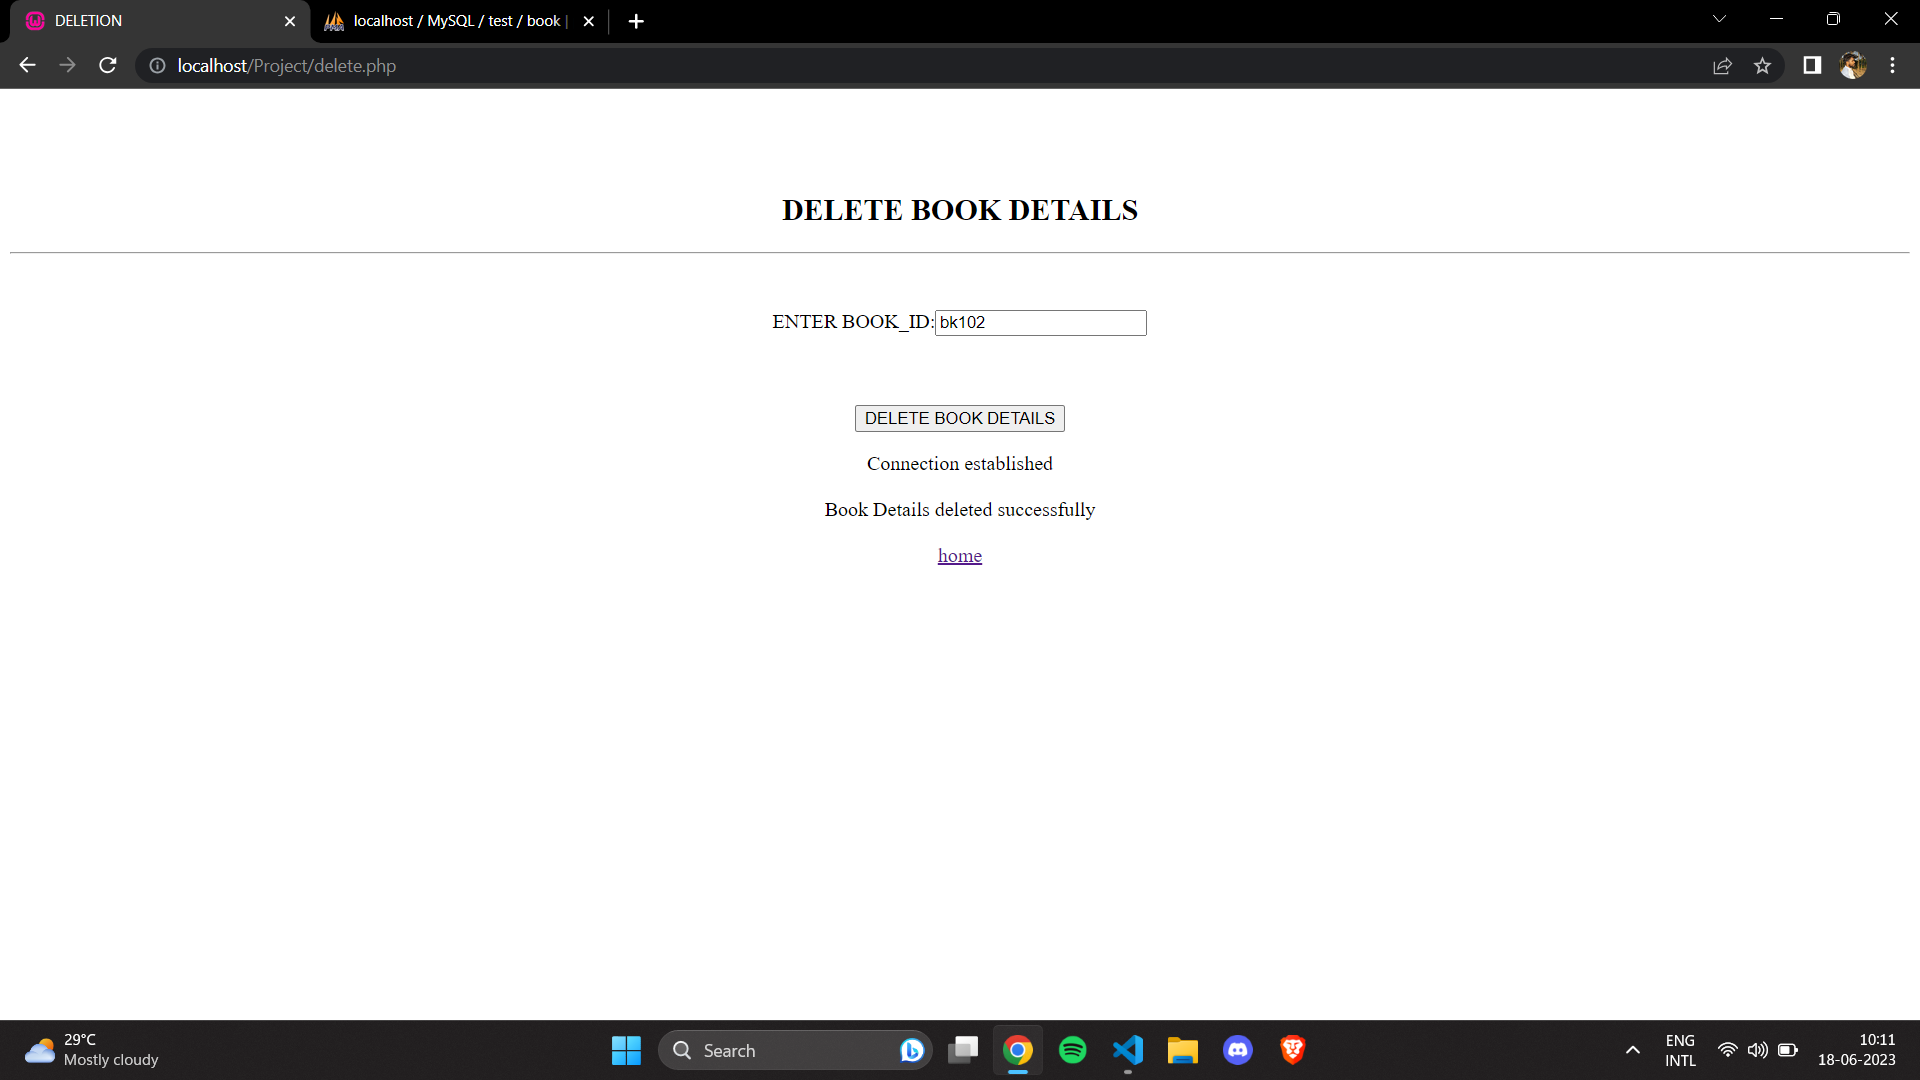 DELETION
localhost / MySQL / test / book |
localhost/Project/delete.php
DELETE BOOK DETAILS
ENTER BOOK_ID: bk102
DELETE BOOK DETAILS
Connection established
Book Details deleted successfully
home
29°C
Mostly cloudy
Search
ENG
INTL
10:11
18-06-2023